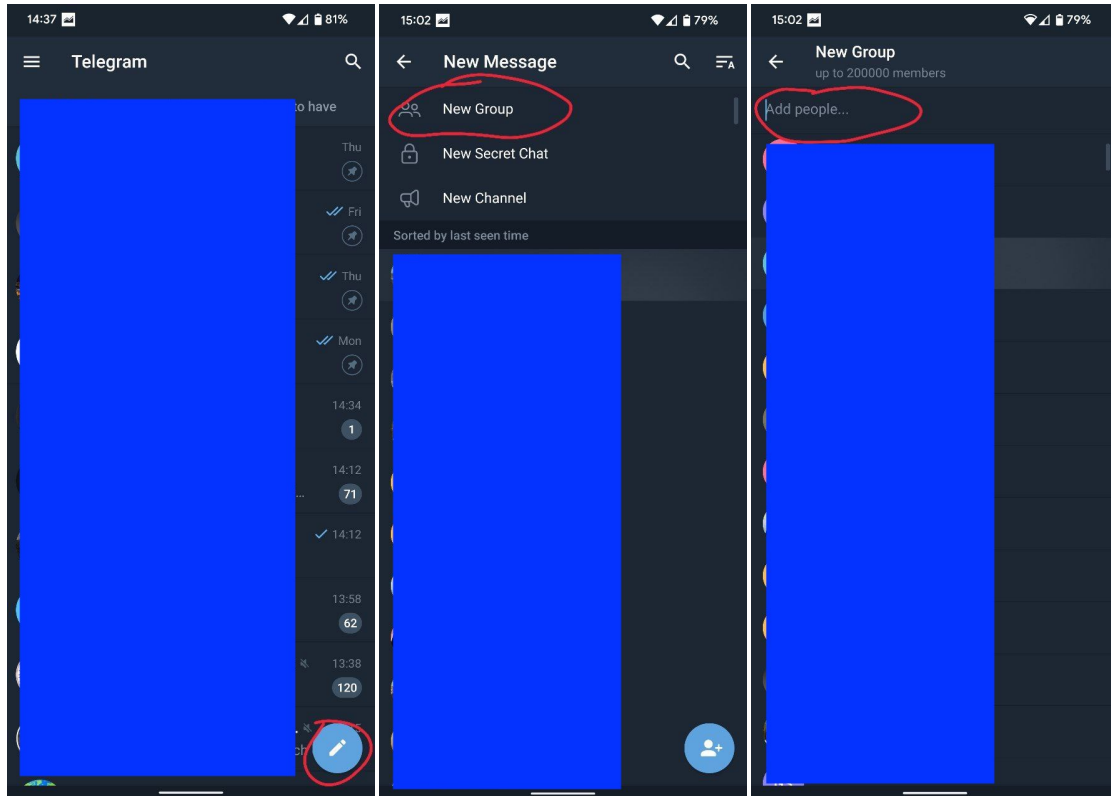 14:37
81%
Telegram
to have
Thu
Fri
Thu
Mon
14:34
1
14:12
...
71
14:12
13:58
62
13:38
120
15:02
79%
New Message
New Group
New Secret Chat
New Channel
Sorted by last seen time
15:02
79%
New Group
up to 200000 members
Add people...